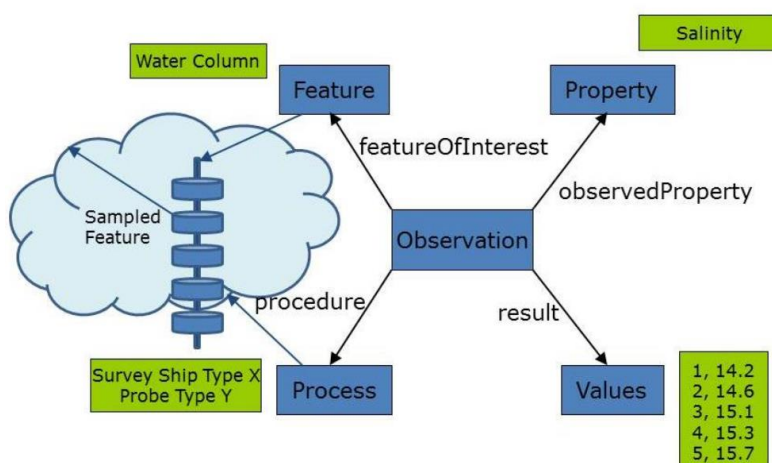 Salinity
Water Column
Feature
Property
featureOfInterest
observedProperty
Sampled
Feature
Observation
procedure
result
Survey Ship Type X
Probe Type Y
Process
Values
1, 14.2
2, 14.6
3, 15.1
4, 15.3
5, 15.7